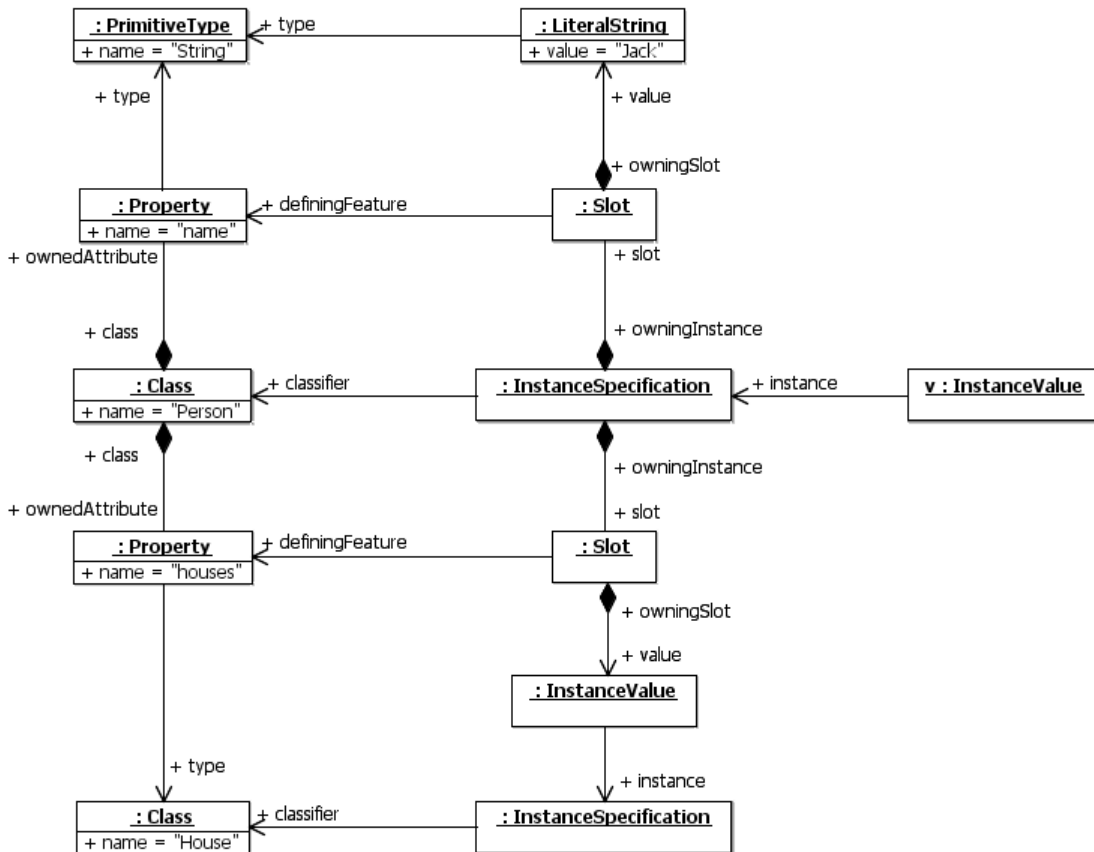 : PrimitiveType
+ name = "String"
+ type
: LiteralString
+ value = "Jack"
+ type
+ value
+ owningSlot
: Property
+ name = "name"
+ definingFeature
: Slot
+ ownedAttribute
+ slot
+ class
+ owningInstance
: Class
+ name = "Person"
+ classifier
: InstanceSpecification
+ instance
v : InstanceValue
+ class
+ owningInstance
+ ownedAttribute
+ slot
: Property
+ name = "houses"
+ definingFeature
: Slot
+ owningSlot
+ value
: InstanceValue
+ type
+ instance
: Class
+ name = "House"
+ classifier
: InstanceSpecification